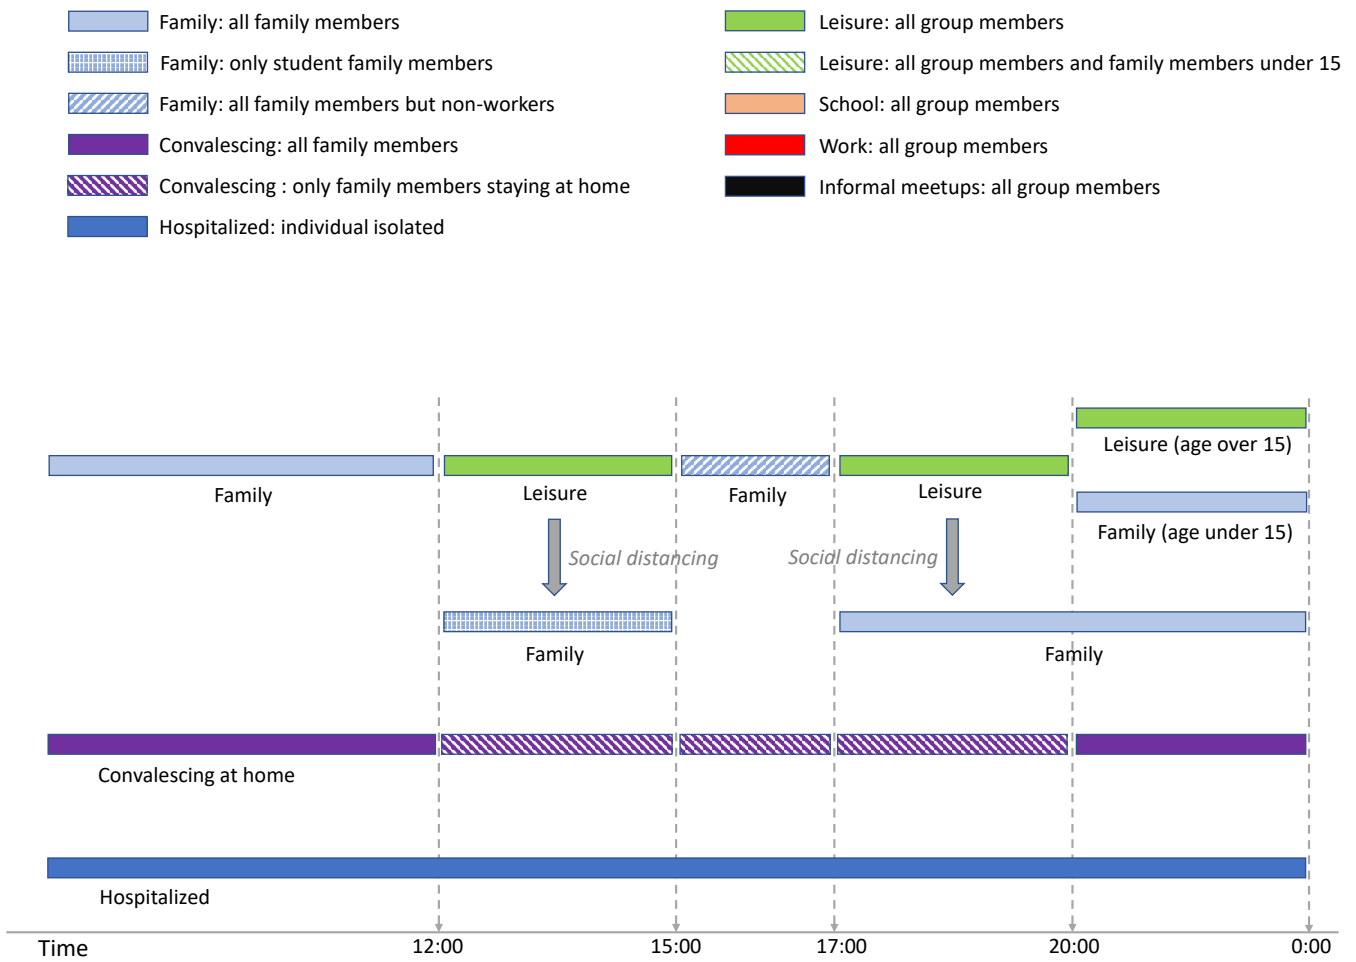 Family: all family members
Leisure: all group members
Family: only student family members
Leisure: all group members and family members under 15
Family: all family members but non-workers
School: all group members
Convalescing: all family members
Work: all group members
Convalescing : only family members staying at home
Informal meetups: all group members
Hospitalized: individual isolated
Leisure (age over 15)
Family
Leisure
Family
Leisure
Family (age under 15)
Social distancing
Social distancing
Family
Family
Convalescing at home
Hospitalized
Time
12:00
15:00
17:00
20:00
0:00